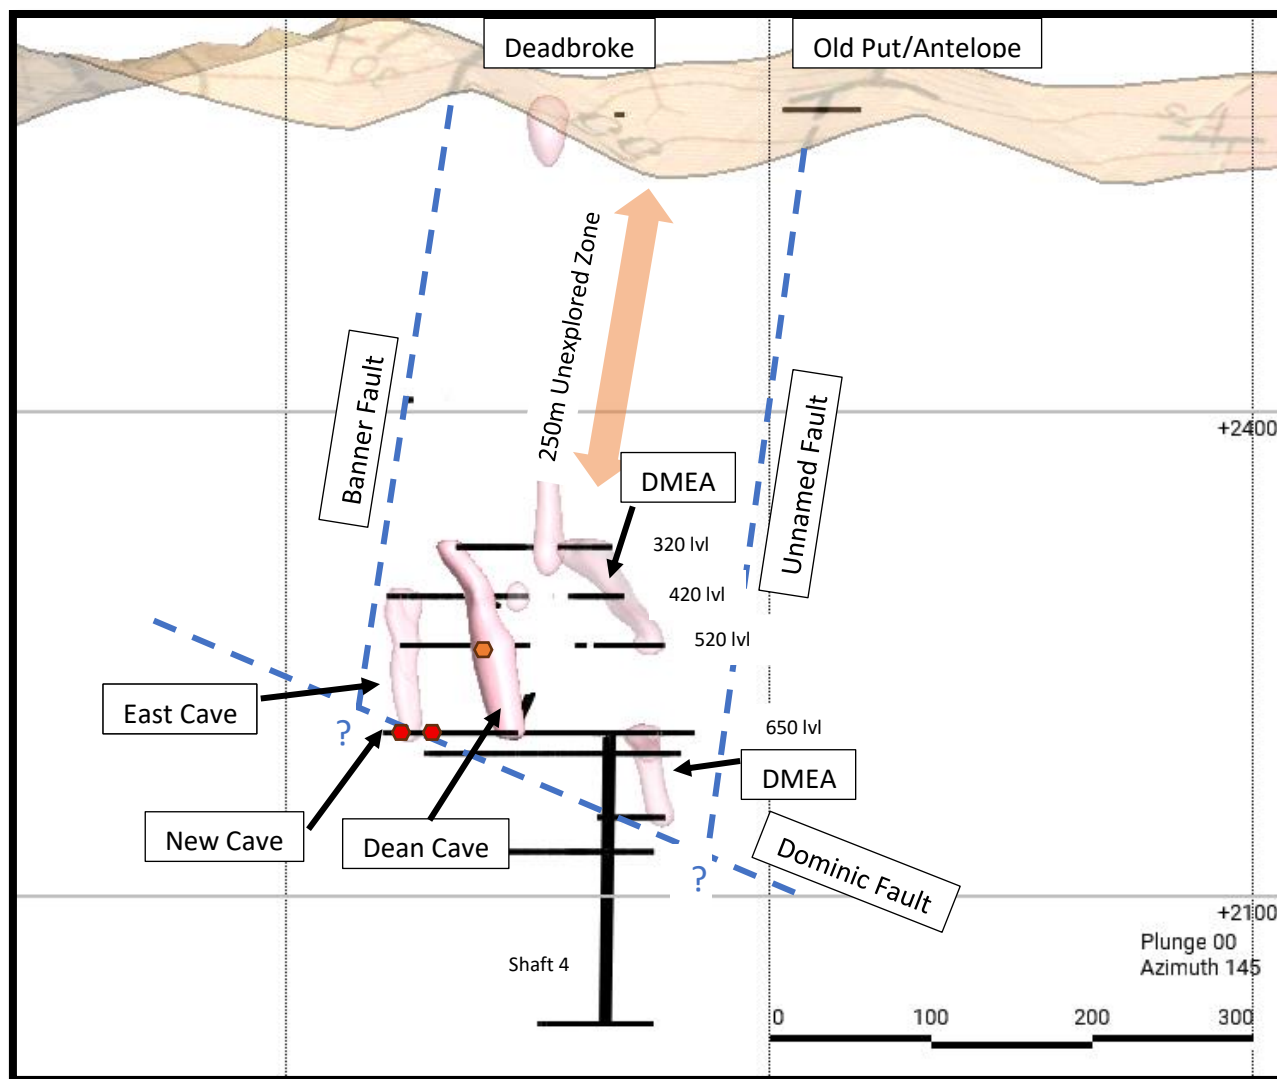 Deadbroke
Old Put/Antelope
250m Unexplored Zone
Banner Fault
+2400
DMEA
Unnamed Fault
320 lvl
420 lvl
520 lvl
East Cave
?
650 lvl
DMEA
New Cave
Dean Cave
Dominic Fault
?
+2100
Shaft 4
Plunge 00
Azimuth 145
0 100 200 300